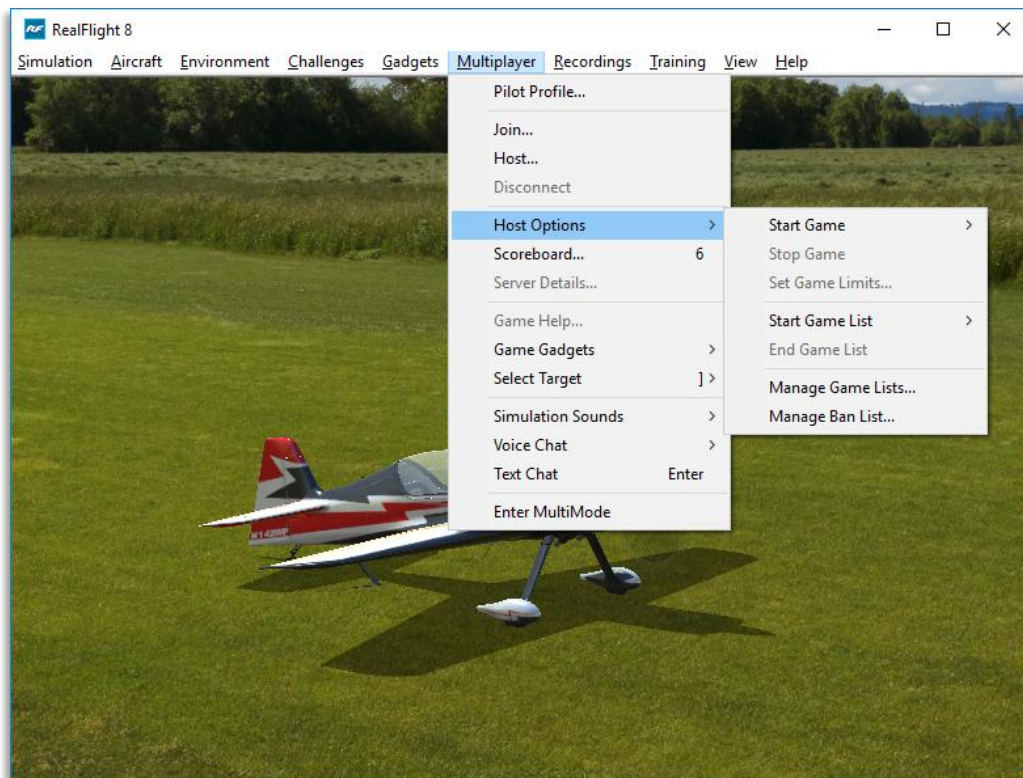 RF RealFlight 8
Simulation Aircraft Environment Challenges Gadgets Multiplayer Recordings Training View Help
Pilot Profile...
Join...
Host...
Disconnect
Host Options
Scoreboard... 6
Server Details...
Game Help...
Game Gadgets
Select Target ]
Simulation Sounds
Voice Chat
Text Chat Enter
Enter MultiMode
Start Game
Stop Game
Set Game Limits...
Start Game List
End Game List
Manage Game Lists...
Manage Ban List...